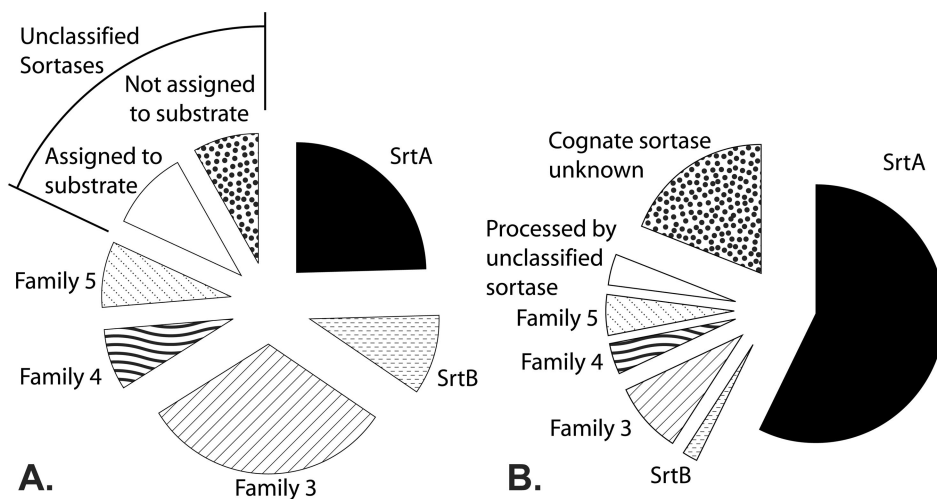 Unclassified
Sortases
Not assigned
to substrate
Assigned to
substrate
SrtA
Family 5
Family 4
SrtB
Family 3
A.
Cognate sortase
unknown
SrtA
Processed by
unclassified
sortase
Family 5
Family 4
Family 3
SrtB
B.